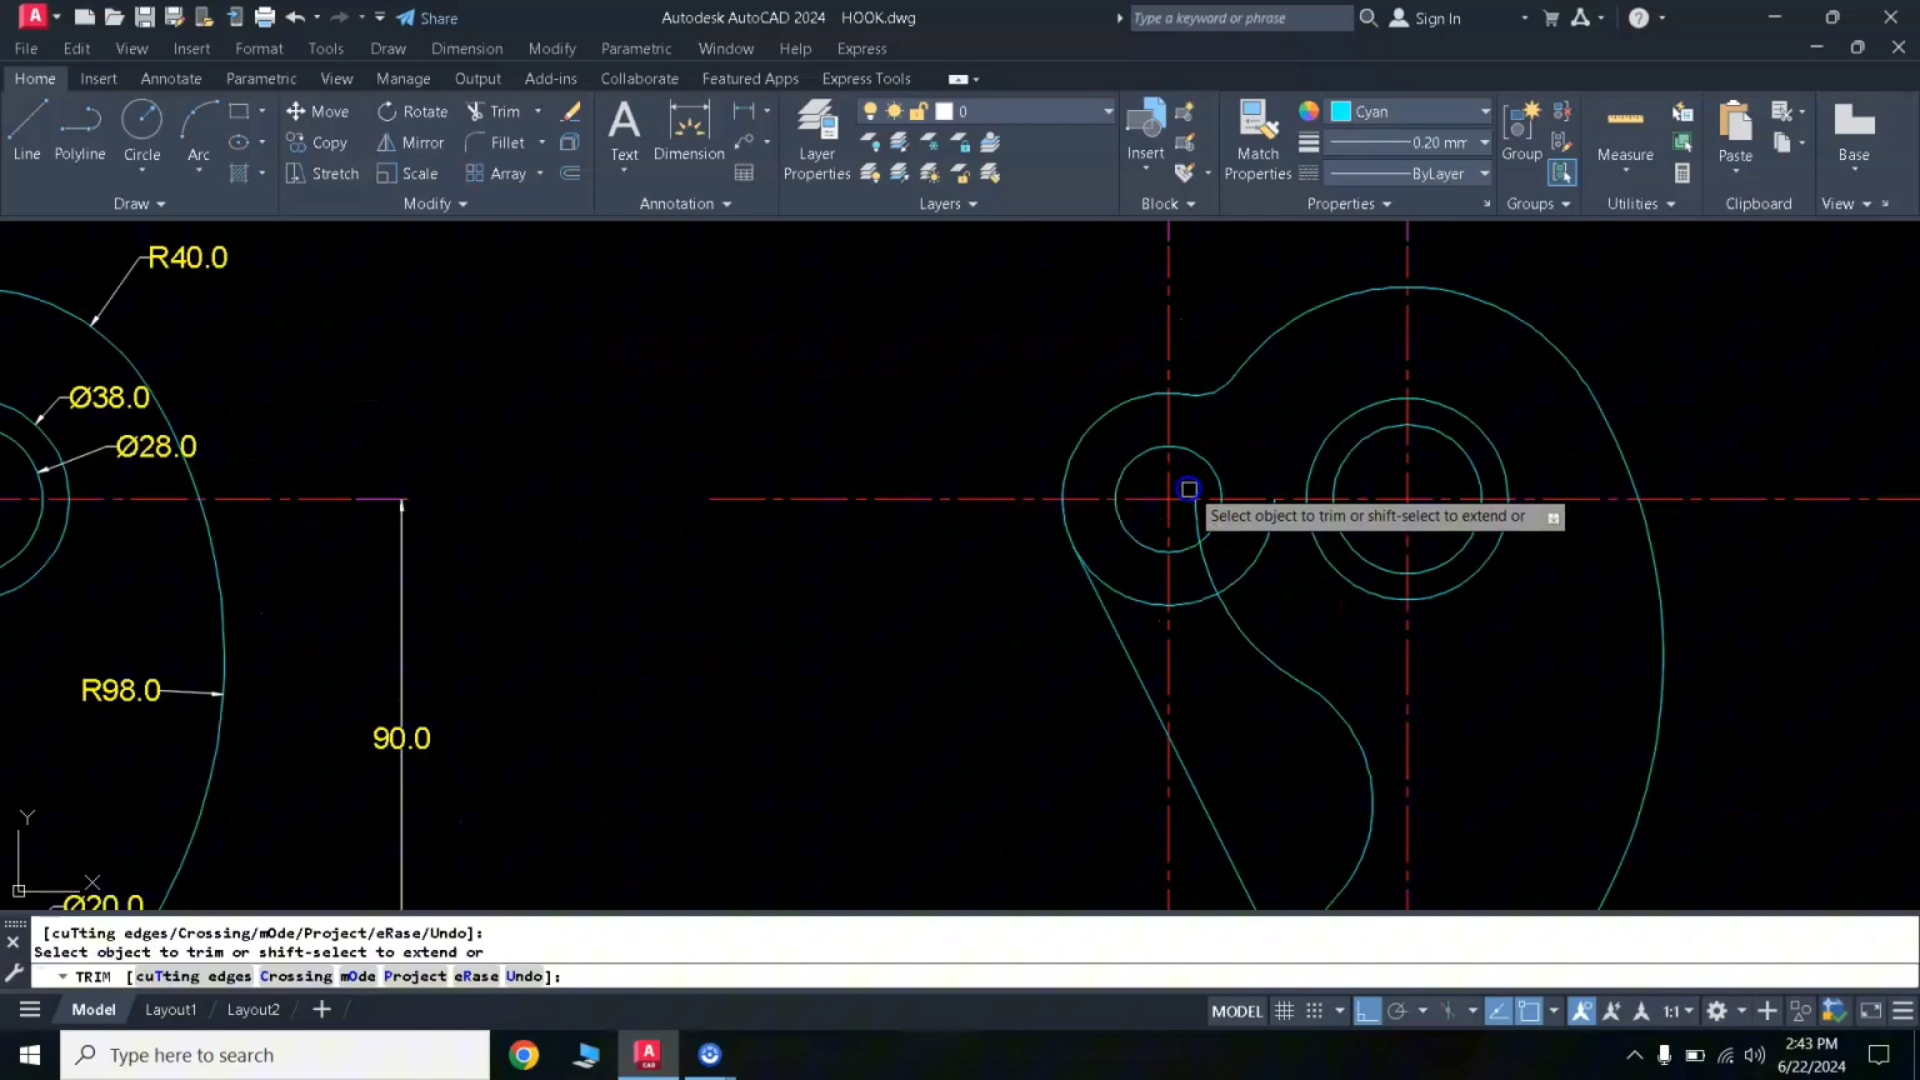 Share
Autodesk AutoCAD 2024 HOOK.dwg
Type a keyword or phrase
Sign In
File Edit View Insert Format Tools Draw Dimension Modify Parametric Window Help Express
Home Insert Annotate Parametric View Manage Output Add-ins Collaborate Featured Apps Express Tools
Line Polyline Circle Arc
Move Rotate Trim
Copy Mirror Fillet
Stretch Scale Array
Text Dimension
Layer Properties
0
Insert
Match Properties
Cyan
0.20 mm
ByLayer
Group
Measure
Paste
Base
Draw Modify Annotation Layers Block Properties Groups Utilities Clipboard View
R40.0
Ø38.0
Ø28.0
Select object to trim or shift-select to extend or
R98.0
90.0
Y
X
Ø20.0
[cuTting edges/Crossing/mOde/Project/eRase/Undo]:
Select object to trim or shift-select to extend or
TRIM [cuTting edges Crossing mOde Project eRase Undo]:
Model Layout1 Layout2
MODEL
1:1
Type here to search
A
CAD
2:43 PM
6/22/2024